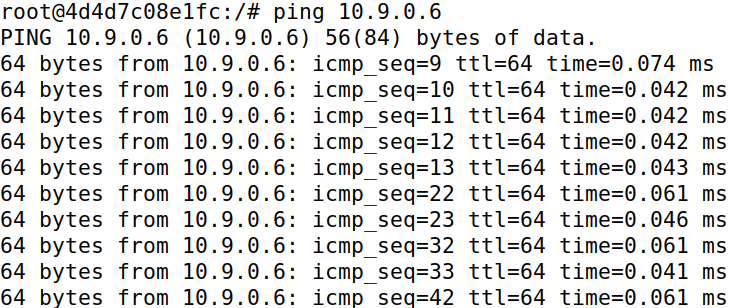 root@4d4d7c08e1fc:/# ping 10.9.0.6
PING 10.9.0.6 (10.9.0.6) 56(84) bytes of data.
64 bytes from 10.9.0.6: icmp_seq=9 ttl=64 time=0.074 ms
64 bytes from 10.9.0.6: icmp_seq=10 ttl=64 time=0.042 ms
64 bytes from 10.9.0.6: icmp_seq=11 ttl=64 time=0.042 ms
64 bytes from 10.9.0.6: icmp_seq=12 ttl=64 time=0.042 ms
64 bytes from 10.9.0.6: icmp_seq=13 ttl=64 time=0.043 ms
64 bytes from 10.9.0.6: icmp_seq=22 ttl=64 time=0.061 ms
64 bytes from 10.9.0.6: icmp_seq=23 ttl=64 time=0.046 ms
64 bytes from 10.9.0.6: icmp_seq=32 ttl=64 time=0.061 ms
64 bytes from 10.9.0.6: icmp_seq=33 ttl=64 time=0.041 ms
64 bytes from 10.9.0.6: icmp_seq=42 ttl=64 time=0.061 ms